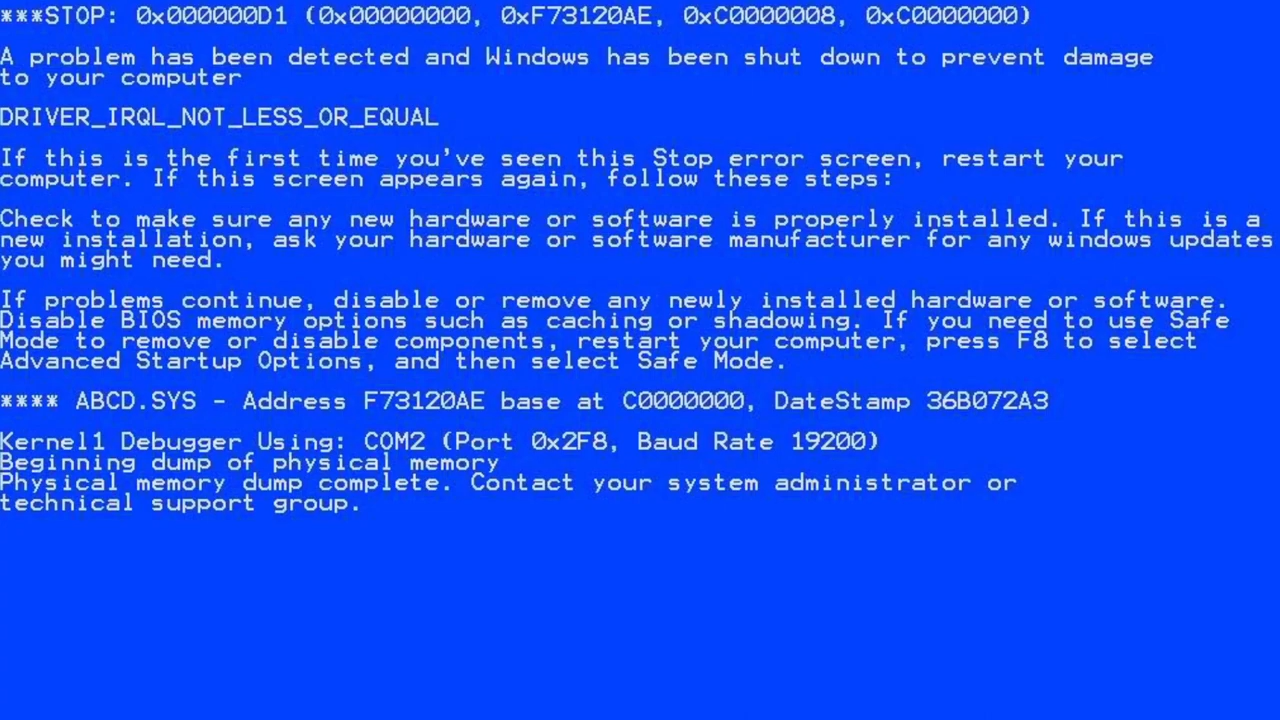 ***STOP: 0x000000D1 (0x00000000, 0xF73120AE, 0xC0000008, 0xC0000000)
A problem has been detected and Windows has been shut down to prevent damage
to your computer
DRIVER_IRQL_NOT_LESS_OR_EQUAL
If this is the first time you've seen this Stop error screen, restart your
computer. If this screen appears again, follow these steps:
Check to make sure any new hardware or software is properly installed. If this is a
new installation, ask your hardware or software manufacturer for any windows updates
you might need.
If problems continue, disable or remove any newly installed hardware or software.
Disable BIOS memory options such as caching or shadowing. If you need to use Safe
Mode to remove or disable components, restart your computer, press F8 to select
Advanced Startup Options, and then select Safe Mode.
**** ABCD.SYS - Address F73120AE base at C0000000, DateStamp 36B072A3
Kernel1 Debugger Using: COM2 (Port 0x2F8, Baud Rate 19200)
Beginning dump of physical memory
Physical memory dump complete. Contact your system administrator or
technical support group.